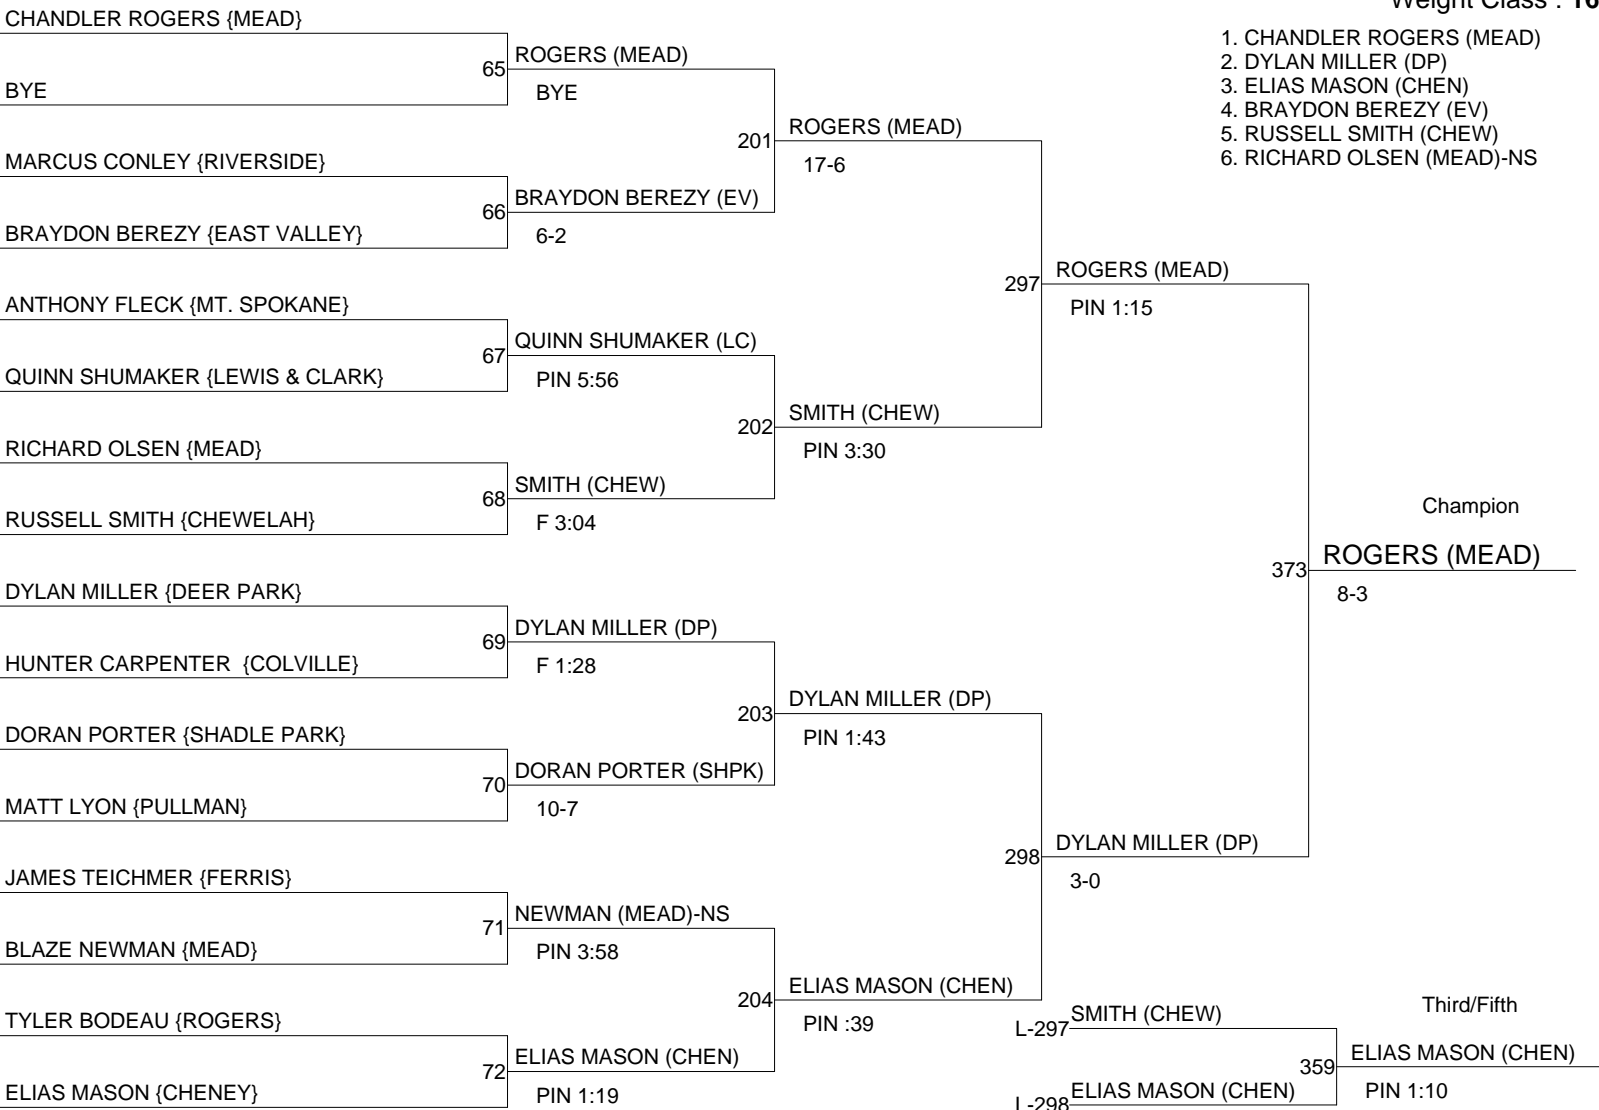 Weight Class : 16
CHANDLER ROGERS {MEAD}
1. CHANDLER ROGERS (MEAD)
2. DYLAN MILLER (DP)
3. ELIAS MASON (CHEN)
4. BRAYDON BEREZY (EV)
5. RUSSELL SMITH (CHEW)
6. RICHARD OLSEN (MEAD)-NS
65 ROGERS (MEAD)
BYE
BYE
201 ROGERS (MEAD)
17-6
MARCUS CONLEY {RIVERSIDE}
66 BRAYDON BEREZY (EV)
6-2
BRAYDON BEREZY {EAST VALLEY}
297 ROGERS (MEAD)
PIN 1:15
ANTHONY FLECK {MT. SPOKANE}
67 QUINN SHUMAKER (LC)
PIN 5:56
QUINN SHUMAKER {LEWIS & CLARK}
202 SMITH (CHEW)
PIN 3:30
RICHARD OLSEN {MEAD}
68 SMITH (CHEW)
F 3:04
RUSSELL SMITH {CHEWELAH}
Champion
373 ROGERS (MEAD)
8-3
DYLAN MILLER {DEER PARK}
69 DYLAN MILLER (DP)
F 1:28
HUNTER CARPENTER  {COLVILLE}
203 DYLAN MILLER (DP)
PIN 1:43
DORAN PORTER {SHADLE PARK}
70 DORAN PORTER (SHPK)
10-7
MATT LYON {PULLMAN}
298 DYLAN MILLER (DP)
3-0
JAMES TEICHMER {FERRIS}
71 NEWMAN (MEAD)-NS
PIN 3:58
BLAZE NEWMAN {MEAD}
204 ELIAS MASON (CHEN)
PIN :39
TYLER BODEAU {ROGERS}
72 ELIAS MASON (CHEN)
PIN 1:19
ELIAS MASON {CHENEY}
Third/Fifth
L-297 SMITH (CHEW)
359 ELIAS MASON (CHEN)
PIN 1:10
L-298 ELIAS MASON (CHEN)